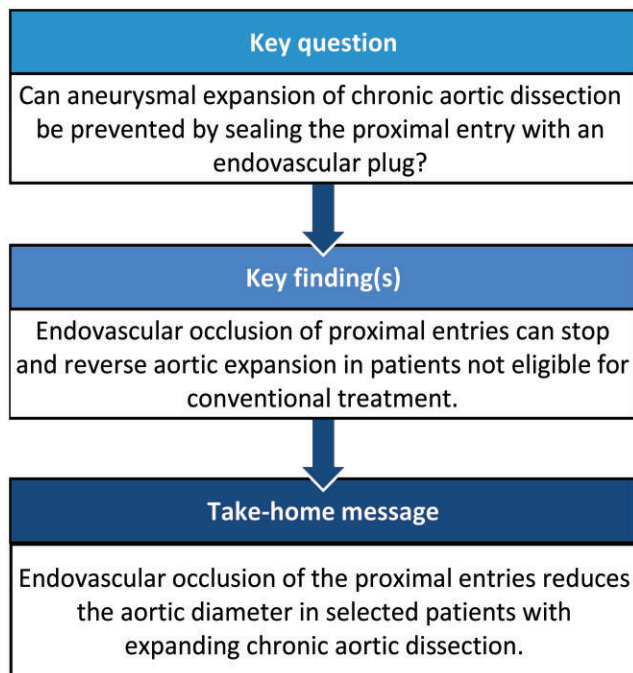 Key question
Can aneurysmal expansion of chronic aortic dissection
be prevented by sealing the proximal entry with an
endovascular plug?
Key finding(s)
Endovascular occlusion of proximal entries can stop
and reverse aortic expansion in patients not eligible for
conventional treatment.
Take-home message
Endovascular occlusion of the proximal entries reduces
the aortic diameter in selected patients with
expanding chronic aortic dissection.